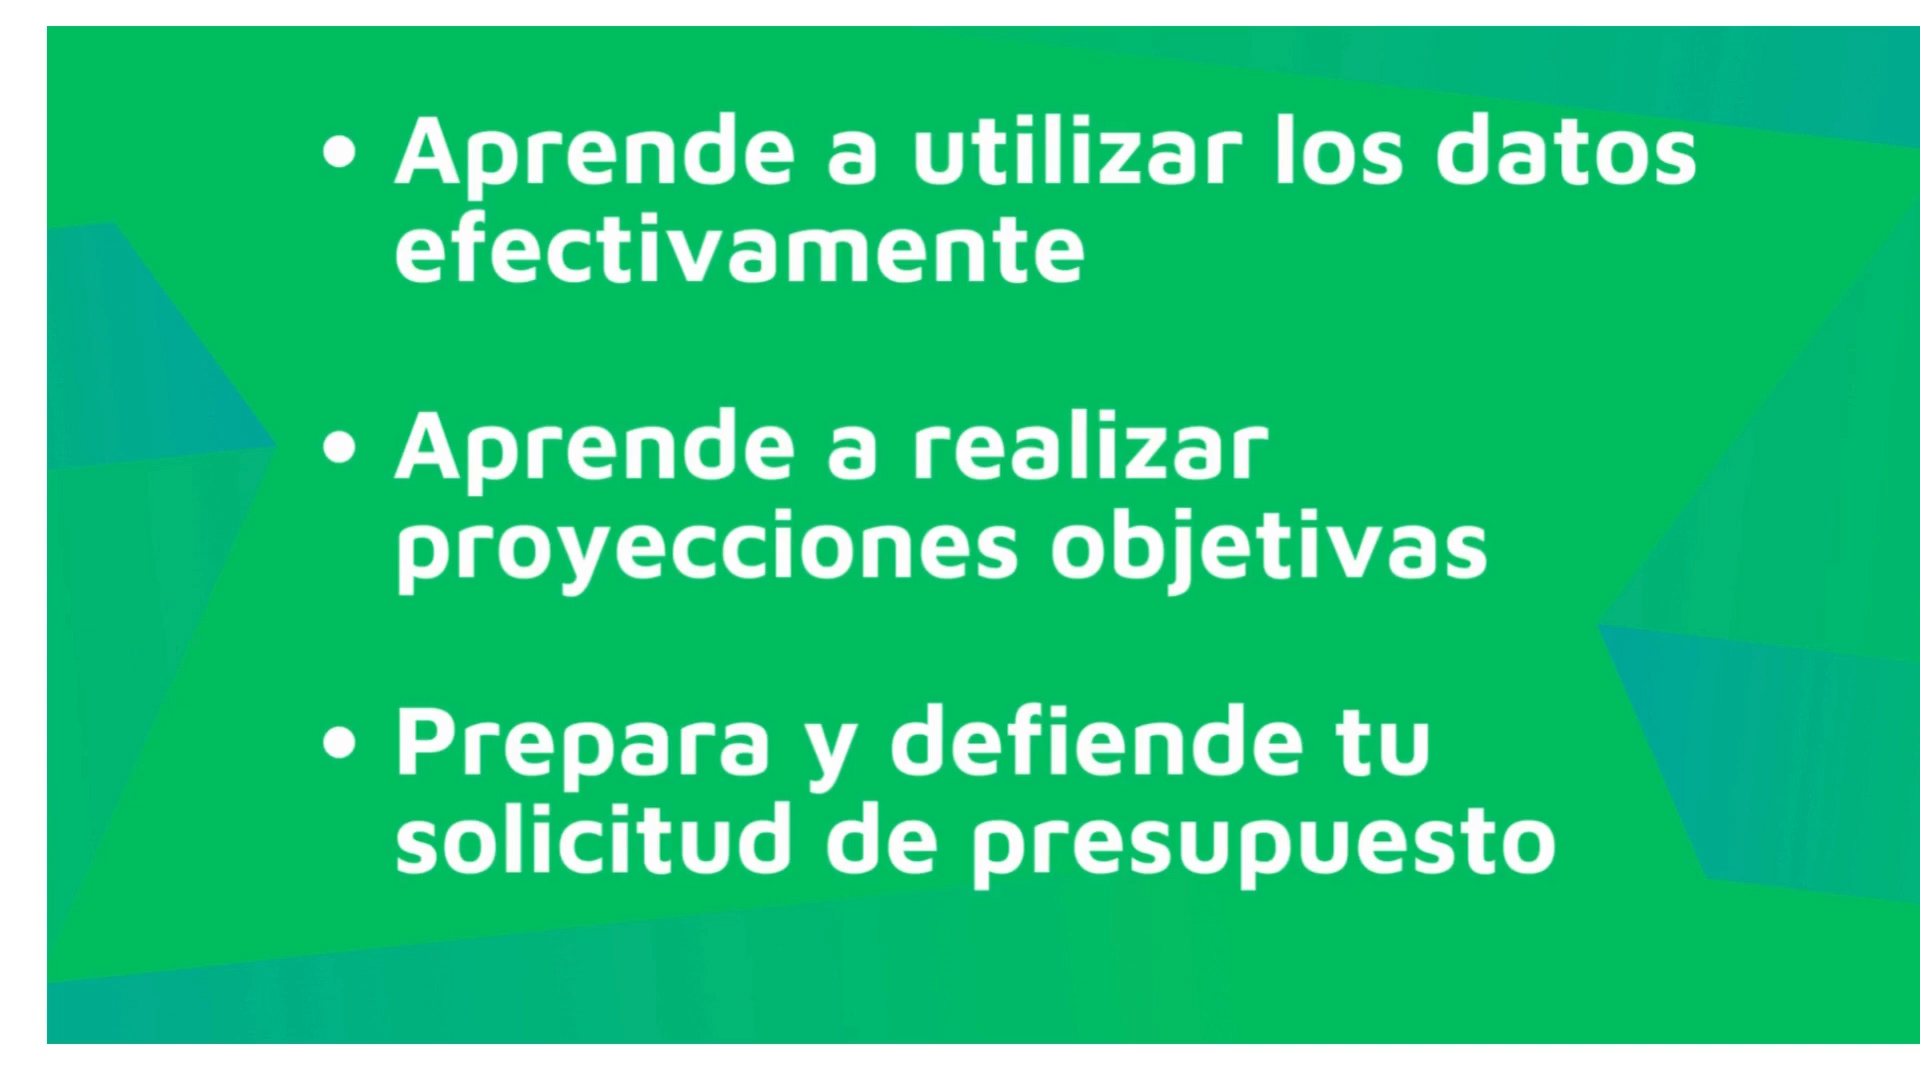 • Aprende a utilizar los datos
efectivamente
• Aprende a realizar
proyecciones objetivas
• Prepara y defiende tu
solicitud de presupuesto